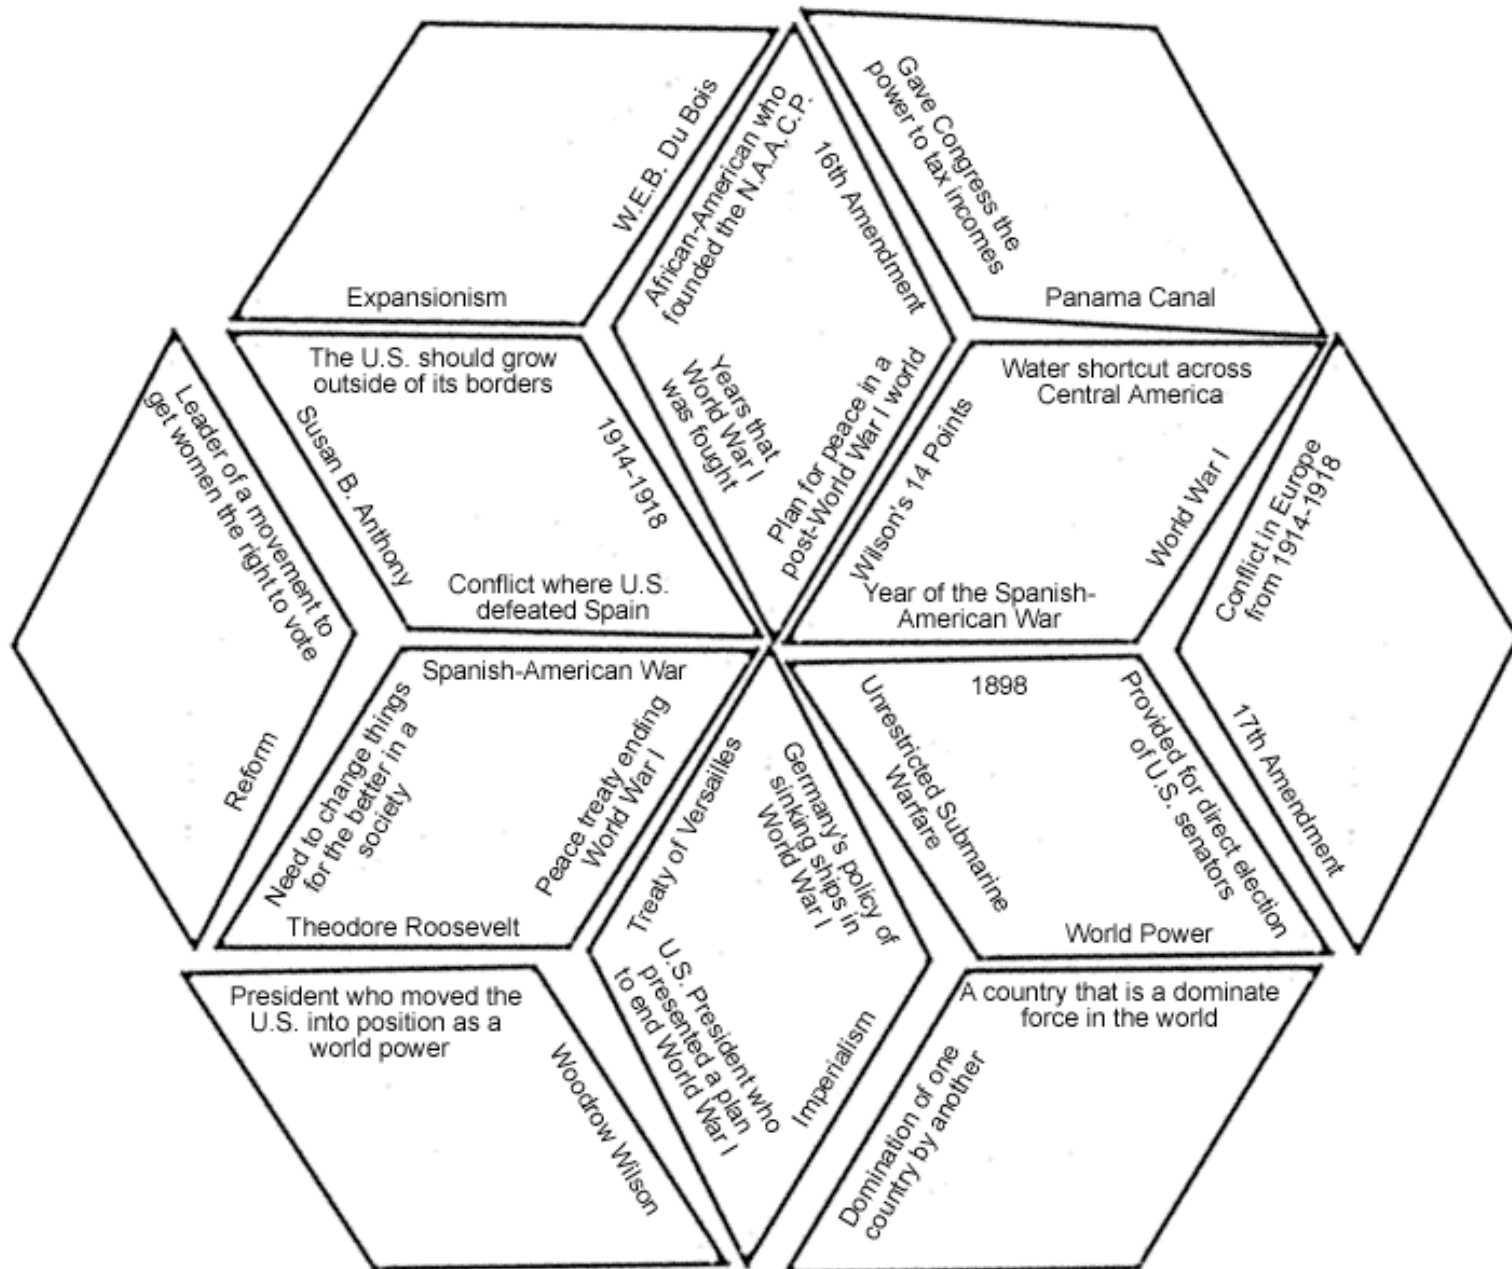 W.E.B. Du Bois
Expansionism
African-American who
founded the N.A.A.C.P.
16th Amendment
Years that
World War I
was fought
Plan for peace in a
post-World War I world
Gave Congress the
power to tax incomes
Panama Canal
Leader of a movement to
get women the right to vote
Reform
The U.S. should grow
outside of its borders
Susan B. Anthony
1914-1918
Conflict where U.S.
defeated Spain
Water shortcut across
Central America
Wilson's 14 Points
World War I
Year of the Spanish-
American War
Conflict in Europe
from 1914-1918
17th Amendment
Spanish-American War
Need to change things
for the better in a
society
Peace treaty ending
World War I
Theodore Roosevelt
Treaty of Versailles
Germany's policy of
sinking ships in
World War I
U.S. President who
presented a plan
to end World War I
Imperialism
1898
Unrestricted Submarine
Warfare
Provided for direct election
of U.S. senators
World Power
President who moved the
U.S. into position as a
world power
Woodrow Wilson
A country that is a dominate
force in the world
Domination of one
country by another